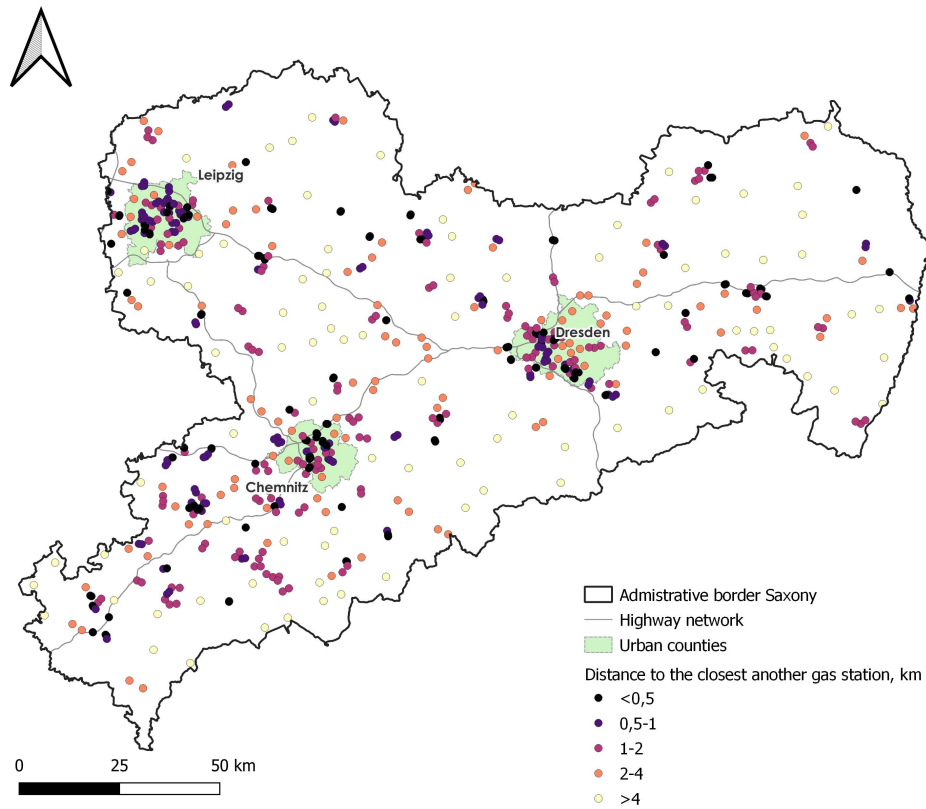 Leipzig
Dresden
Chemnitz
Admistrative border Saxony
Highway network
Urban counties
Distance to the closest another gas station, km
<0,5
0,5-1
1-2
2-4
>4
0 25 50 km